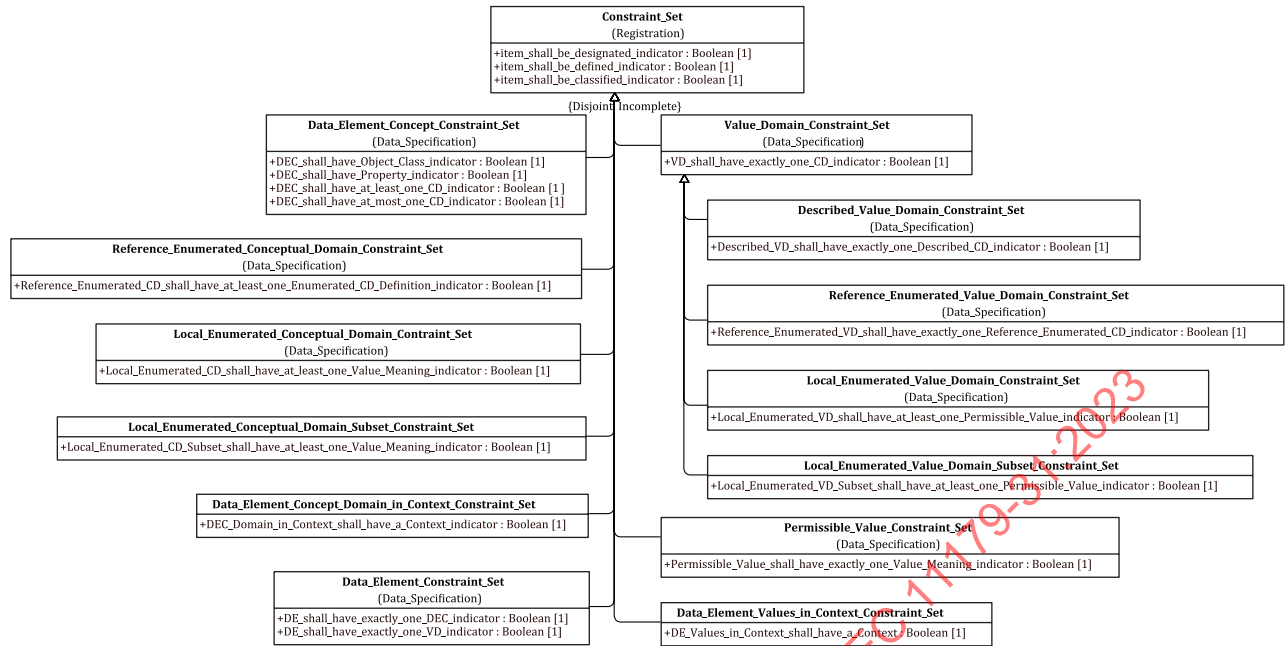 Constraint_Set
(Registration)
+item_shall_be_designated_indicator : Boolean [1]
+item_shall_be_defined_indicator : Boolean [1]
+item_shall_be_classified_indicator : Boolean [1]
{Disjoint, Incomplete}
Data_Element_Concept_Constraint_Set
(Data_Specification)
+DEC_shall_have_Object_Class_indicator : Boolean [1]
+DEC_shall_have_Property_indicator : Boolean [1]
+DEC_shall_have_at_least_one_CD_indicator : Boolean [1]
+DEC_shall_have_at_most_one_CD_indicator : Boolean [1]
Value_Domain_Constraint_Set
(Data_Specification)
+VD_shall_have_exactly_one_CD_indicator : Boolean [1]
Described_Value_Domain_Constraint_Set
(Data_Specification)
+Described_VD_shall_have_exactly_one_Described_CD_indicator : Boolean [1]
Reference_Enumerated_Conceptual_Domain_Constraint_Set
(Data_Specification)
+Reference_Enumerated_CD_shall_have_at_least_one_Enumerated_CD_Definition_indicator : Boolean [1]
Reference_Enumerated_Value_Domain_Constraint_Set
(Data_Specification)
+Reference_Enumerated_VD_shall_have_exactly_one_Reference_Enumerated_CD_indicator : Boolean [1]
Local_Enumerated_Conceptual_Domain_Contraint_Set
(Data_Specification)
+Local_Enumerated_CD_shall_have_at_least_one_Value_Meaning_indicator : Boolean [1]
Local_Enumerated_Value_Domain_Constraint_Set
(Data_Specification)
+Local_Enumerated_VD_shall_have_at_least_one_Permissible_Value_indicator : Boolean [1]
Local_Enumerated_Conceptual_Domain_Subset_Constraint_Set
+Local_Enumerated_CD_Subset_shall_have_at_least_one_Value_Meaning_indicator : Boolean [1]
Local_Enumerated_Value_Domain_Subset_Constraint_Set
+Local_Enumerated_VD_Subset_shall_have_at_least_one_Permissible_Value_indicator : Boolean [1]
Data_Element_Concept_Domain_in_Context_Constraint_Set
+DEC_Domain_in_Context_shall_have_a_Context_indicator : Boolean [1]
Permissible_Value_Constraint_Set
(Data_Specification)
+Permissible_Value_shall_have_exactly_one_Value_Meaning_indicator : Boolean [1]
Data_Element_Constraint_Set
(Data_Specification)
+DE_shall_have_exactly_one_DEC_indicator : Boolean [1]
+DE_shall_have_exactly_one_VD_indicator : Boolean [1]
Data_Element_Values_in_Context_Constraint_Set
+DE_Values_in_Context_shall_have_a_Context : Boolean [1]
EC 11179-31:2023